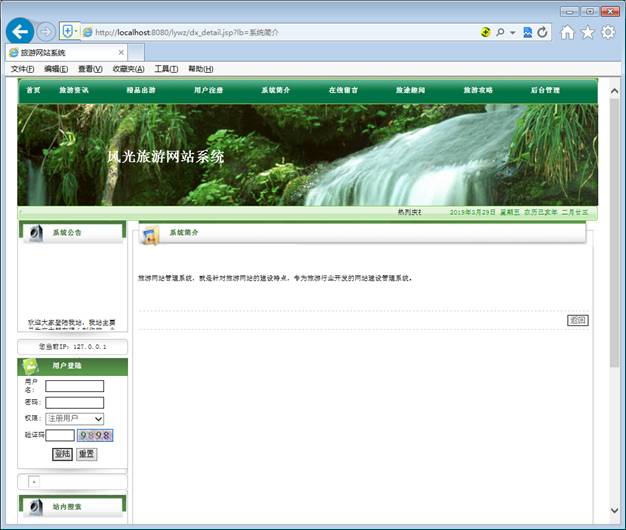 http://localhost:8080/lywz/dx_detail.jsp?lb=系统简介
旅游网站系统
文件(F) 编辑(E) 查看(V) 收藏夹(A) 工具(T) 帮助(H)
首页 旅游资讯 精品出游 用户注册 系统简介 在线留言 旅途趣闻 旅游攻略 后台管理
风光旅游网站系统
热烈庆祝 2019年3月29日 星期五 农历己亥年 二月廿三
系统公告
系统简介
旅游网站管理系统，就是针对旅游网站的建设特点，专为旅游行业开发的网站建设管理系统。
欢迎大家登陆我站，我站主要
返回
您当前IP：127.0.0.1
用户登陆
用户名：
密码：
权限：注册用户
验证码 9898
登陆 重置
站内搜索